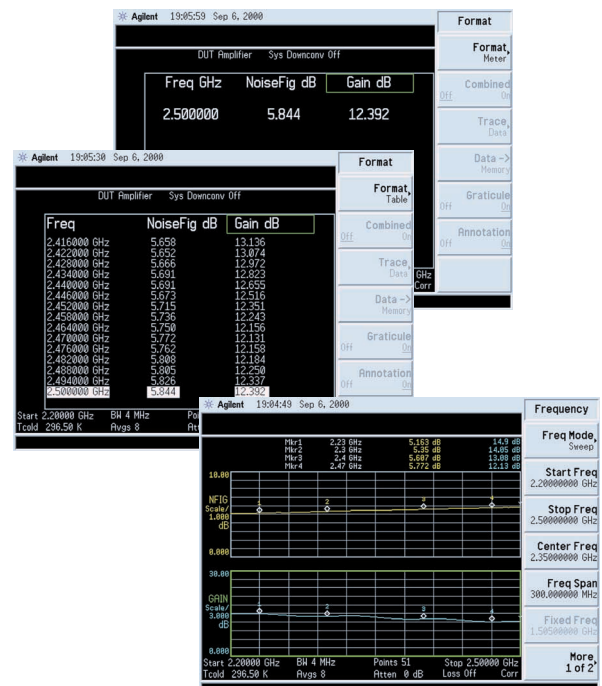 Agilent 19:05:59 Sep 6, 2000
Format
DUT Amplifier Sys Downconv Off
Freq GHz NoiseFig dB Gain dB
2.500000 5.844 12.392
Format
Meter
Combined
Off On
Trace
Data
Data ->
Memory
Graticule
Off On
Annotation
Off On
GHz
Corr
Agilent 19:05:30 Sep 6, 2000
Format
DUT Amplifier Sys Downconv Off
Freq NoiseFig dB Gain dB
2.416000 GHz 5.658 13.136
2.422000 GHz 5.652 13.074
2.428000 GHz 5.666 12.972
2.434000 GHz 5.691 12.823
2.440000 GHz 5.691 12.655
2.446000 GHz 5.673 12.516
2.452000 GHz 5.715 12.351
2.458000 GHz 5.736 12.243
2.464000 GHz 5.750 12.156
2.470000 GHz 5.772 12.131
2.476000 GHz 5.762 12.158
2.482000 GHz 5.808 12.184
2.488000 GHz 5.805 12.250
2.494000 GHz 5.826 12.337
2.500000 GHz 5.844 12.392
Format
Table
Combined
Off On
Trace
Data
Data ->
Memory
Graticule
Off On
Annotation
Off On
Start 2.20000 GHz BW 4 MHz Po
Tcold 296.50 K Avgs 8 Att
Agilent 19:04:49 Sep 6, 2000
Frequency
Mkr1 2.23 GHz 5.163 dB 14.9 dB
Mkr2 2.3 GHz 5.35 dB 14.05 dB
Mkr3 2.4 GHz 5.607 dB 13.08 dB
Mkr4 2.47 GHz 5.772 dB 12.13 dB
10.00
NFIG
Scale/
1.000
dB
0.000
1 2 3 4
30.00
GAIN
Scale/
3.000
dB
0.000
1 2 3 4
Start 2.20000 GHz BW 4 MHz Points 51 Stop 2.50000 GHz
Tcold 296.50 K Avgs 8 Atten 0 dB Loss Off Corr
Freq Mode
Sweep
Start Freq
2.20000000 GHz
Stop Freq
2.50000000 GHz
Center Freq
2.35000000 GHz
Freq Span
300.000000 MHz
Fixed Freq
1.50500000 GHz
More
1 of 2